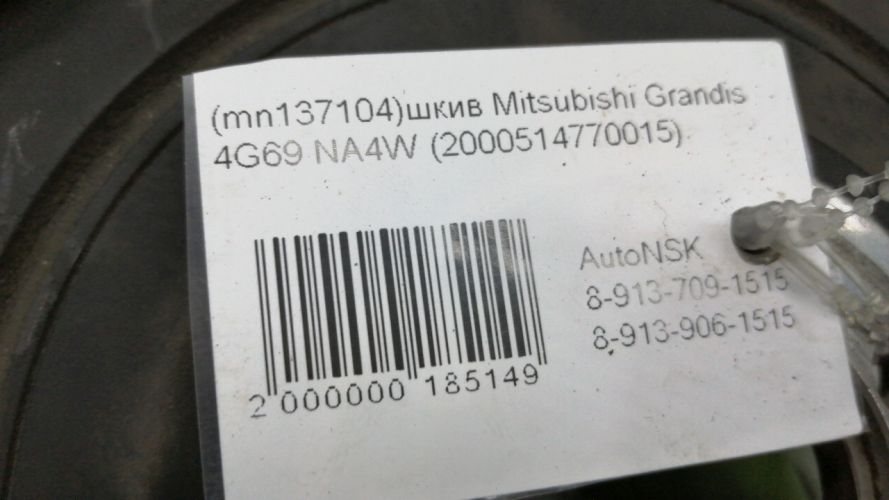 (mn137104)шкив Mitsubishi Grandis
4G69 NA4W (2000514770015)
AutoNSK
8-913-709-1515
8-913-906-1515
2 000000 185149